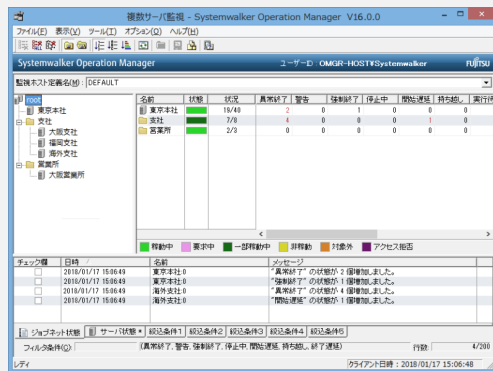 複数サーバ監視 - Systemwalker Operation Manager V16.0.0
ファイル(F) 表示(V) ツール(T) オプション(O) ヘルプ(H)
Systemwalker Operation Manager ユーザーID: OMGR-HOST¥Systemwalker FUJITSU
監視ホスト定義名(M): [DEFAULT
root
東京本社
支社
大阪支社
福岡支社
海外支社
営業所
大阪営業所
名前 状態 状況 異常終了 警告 強制終了 停止中 開始遅延 持ち越し 実行待
東京本社 19/40 2 0 1 0 0 0
支社 7/8 4 0 0 0 1 0
営業所 2/3 0 0 0 0 0 0
稼動中 要求中 一部稼動中 非稼動 対象外 アクセス拒否
チェック欄 日時 名前 メッセージ
2018/01/17 15:06:49 東京本社:0 "異常終了" の状態が 2 個増加しました。
2018/01/17 15:06:49 東京本社:0 "強制終了" の状態が 1 個増加しました。
2018/01/17 15:06:49 海外支社:0 "異常終了" の状態が 4 個増加しました。
2018/01/17 15:06:49 海外支社:0 "開始遅延" の状態が 1 個増加しました。
ジョブネット状態 サーバ状態 * 絞込条件1 絞込条件2 絞込条件3 絞込条件4 絞込条件5
フィルタ条件(C): (異常終了, 警告, 強制終了, 停止中, 開始遅延, 持ち越し, 終了遅延) 行数: 4/200
レディ クライアント日時 : 2018/01/17 15:06:48